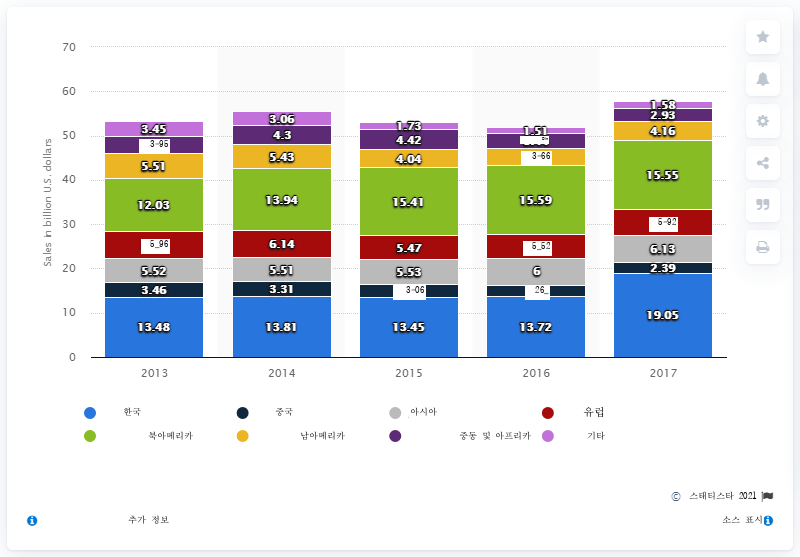 70
60
50
40
30
20
10
0
Sales in billion U.S. dollars
3.45 3.06 1.73 1.51 1.58
3-95 4.3 4.42 2.93
5.51 5.43 4.04 3-66 4.16
12.03 13.94 15.41 15.59 15.55
5_96 6.14 5.47 5_52 5-92
5.52 5.51 5.53 6 6.13
3.46 3.31 3-06 26_ 2.39
13.48 13.81 13.45 13.72 19.05
2013 2014 2015 2016 2017
한국 중국 아시아 유럽
북아메리카 남아메리카 중동 및 아프리카 기타
© 스태티스타 2021
추가 정보 소스 표시